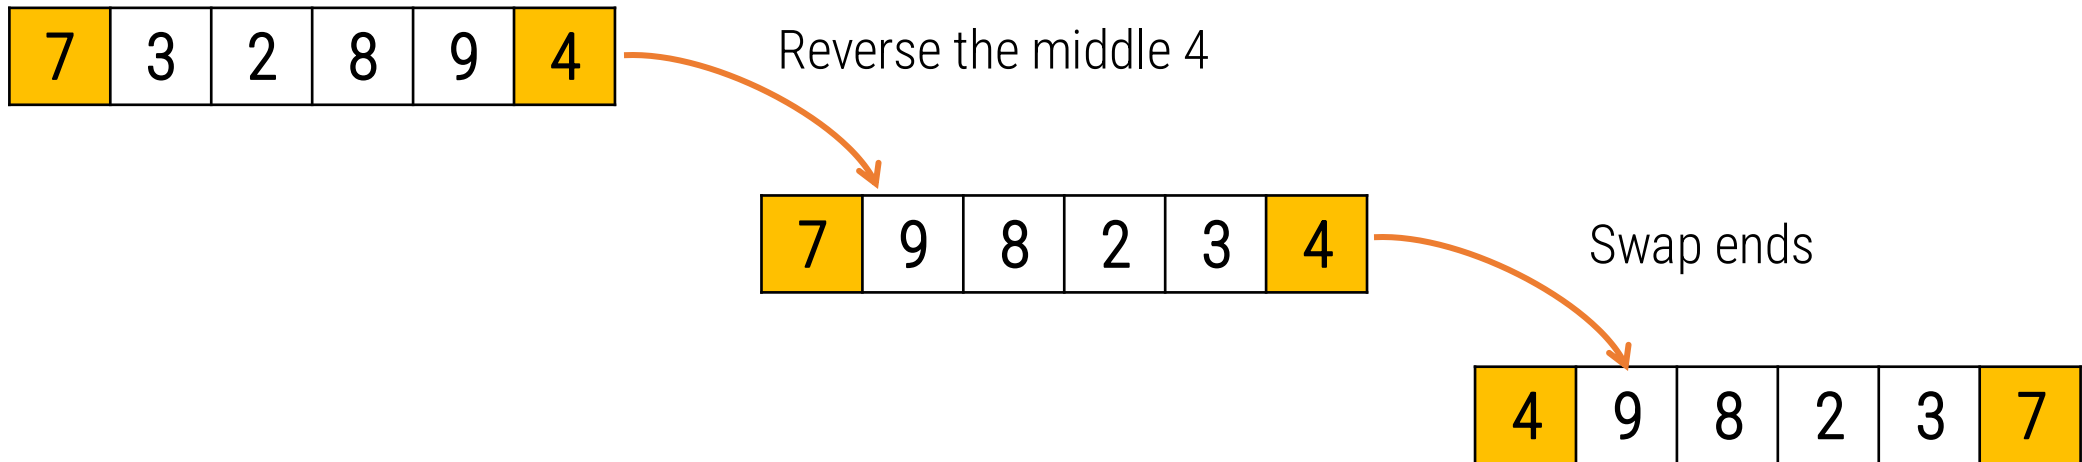 7 3 2 8 9 4
Reverse the middle 4
7 9 8 2 3 4
Swap ends
4 9 8 2 3 7